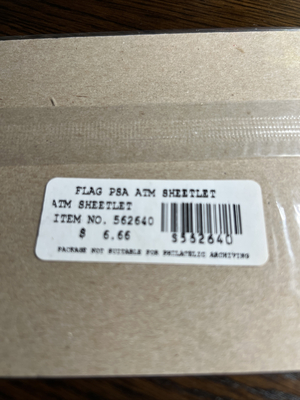 FLAG PSA ATM SHEETLET
ATM SHEETLET
ITEM NO. 562640
$ 6.66
S562640
PACKAGE NOT SUITABLE FOR PHILATELIC ARCHIVING